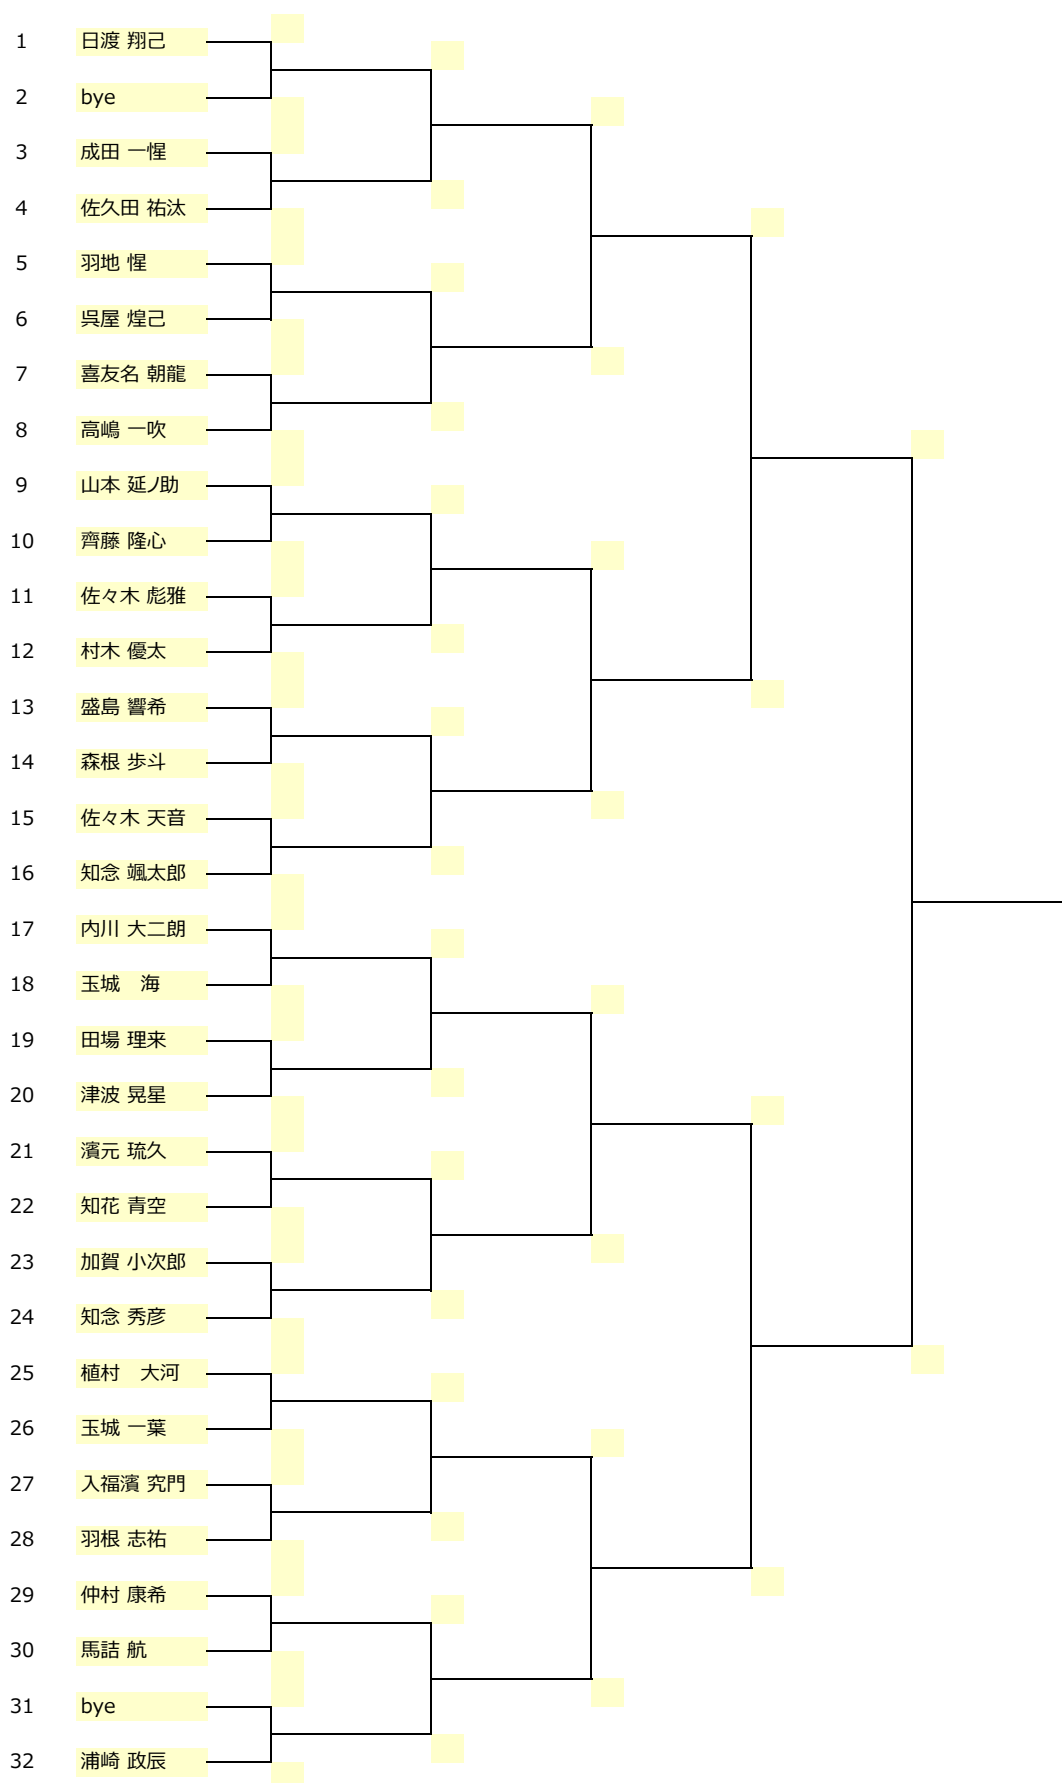 1 日渡 翔己
2 bye
3 成田 一惺
4 佐久田 祐汰
5 羽地 惺
6 呉屋 煌己
7 喜友名 朝龍
8 高嶋 一吹
9 山本 延ノ助
10 齊藤 隆心
11 佐々木 彪雅
12 村木 優太
13 盛島 響希
14 森根 歩斗
15 佐々木 天音
16 知念 颯太郎
17 内川 大二朗
18 玉城　海
19 田場 理来
20 津波 晃星
21 濱元 琉久
22 知花 青空
23 加賀 小次郎
24 知念 秀彦
25 植村　大河
26 玉城 一葉
27 入福濱 究門
28 羽根 志祐
29 仲村 康希
30 馬詰 航
31 bye
32 浦崎 政辰